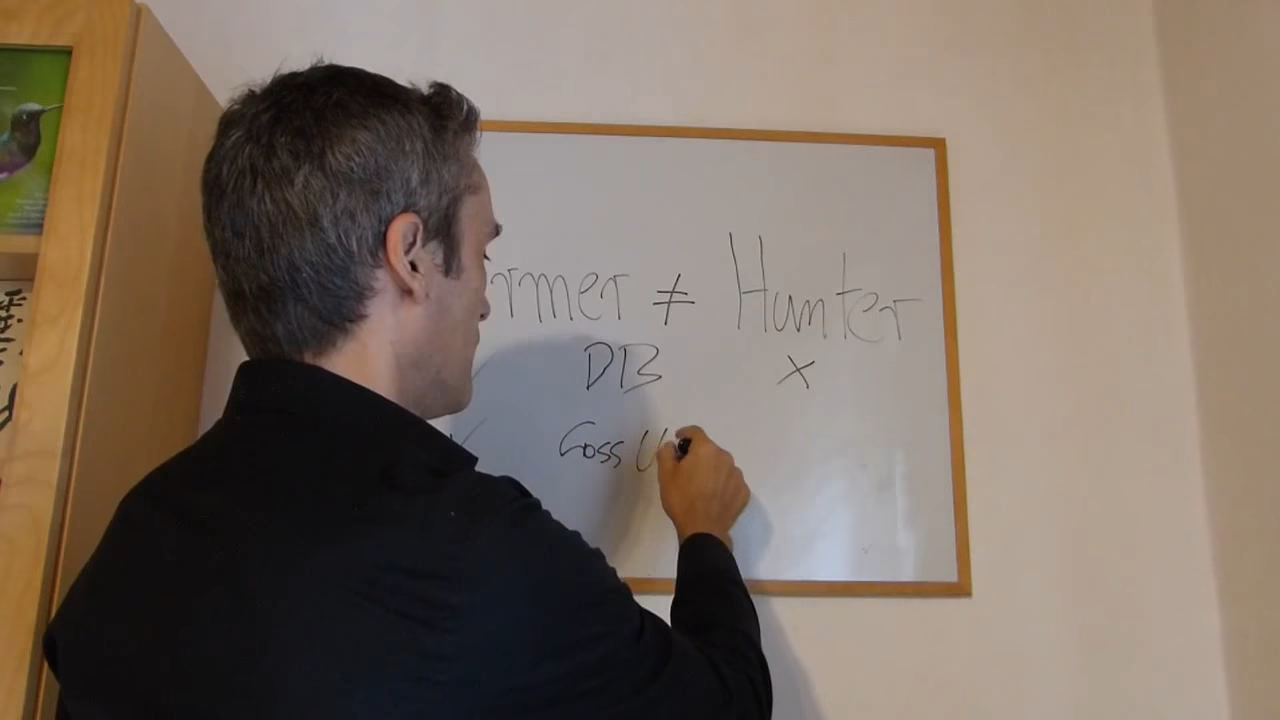 rmer ≠ Hunter
DB X
Coss U